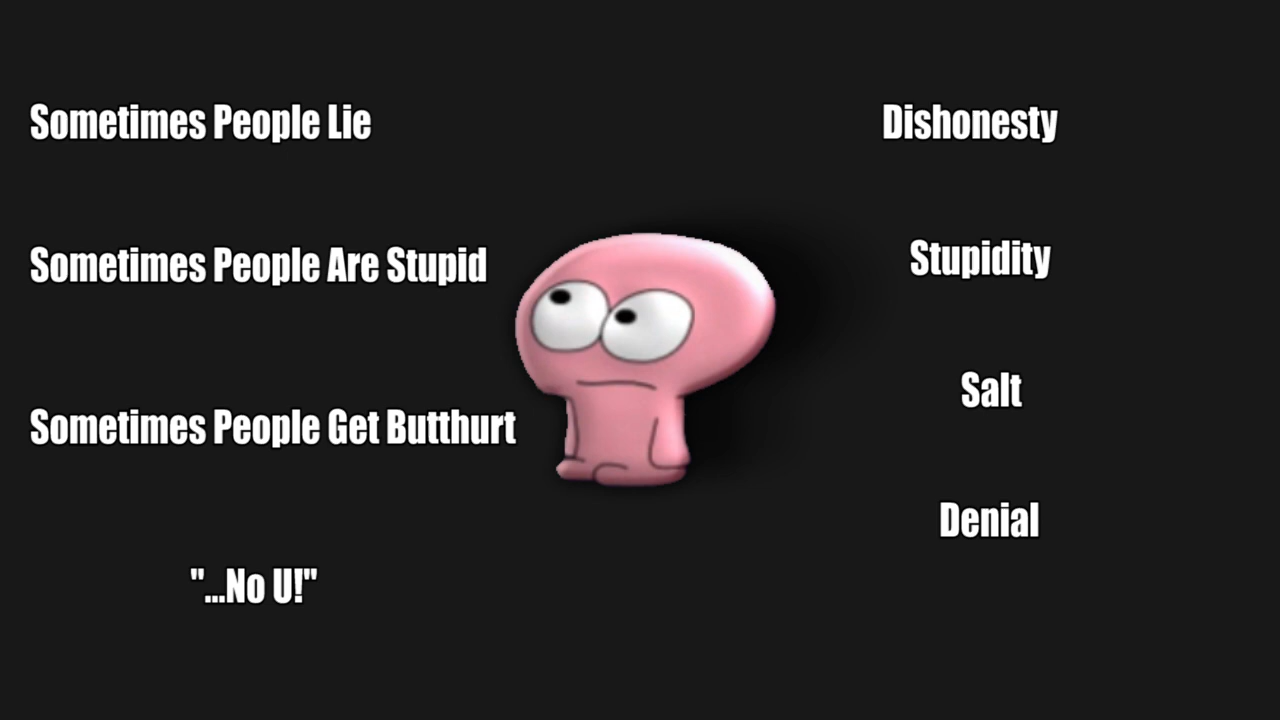 Sometimes People Lie
Dishonesty
Sometimes People Are Stupid
Stupidity
Sometimes People Get Butthurt
Salt
Denial
"...No U!"